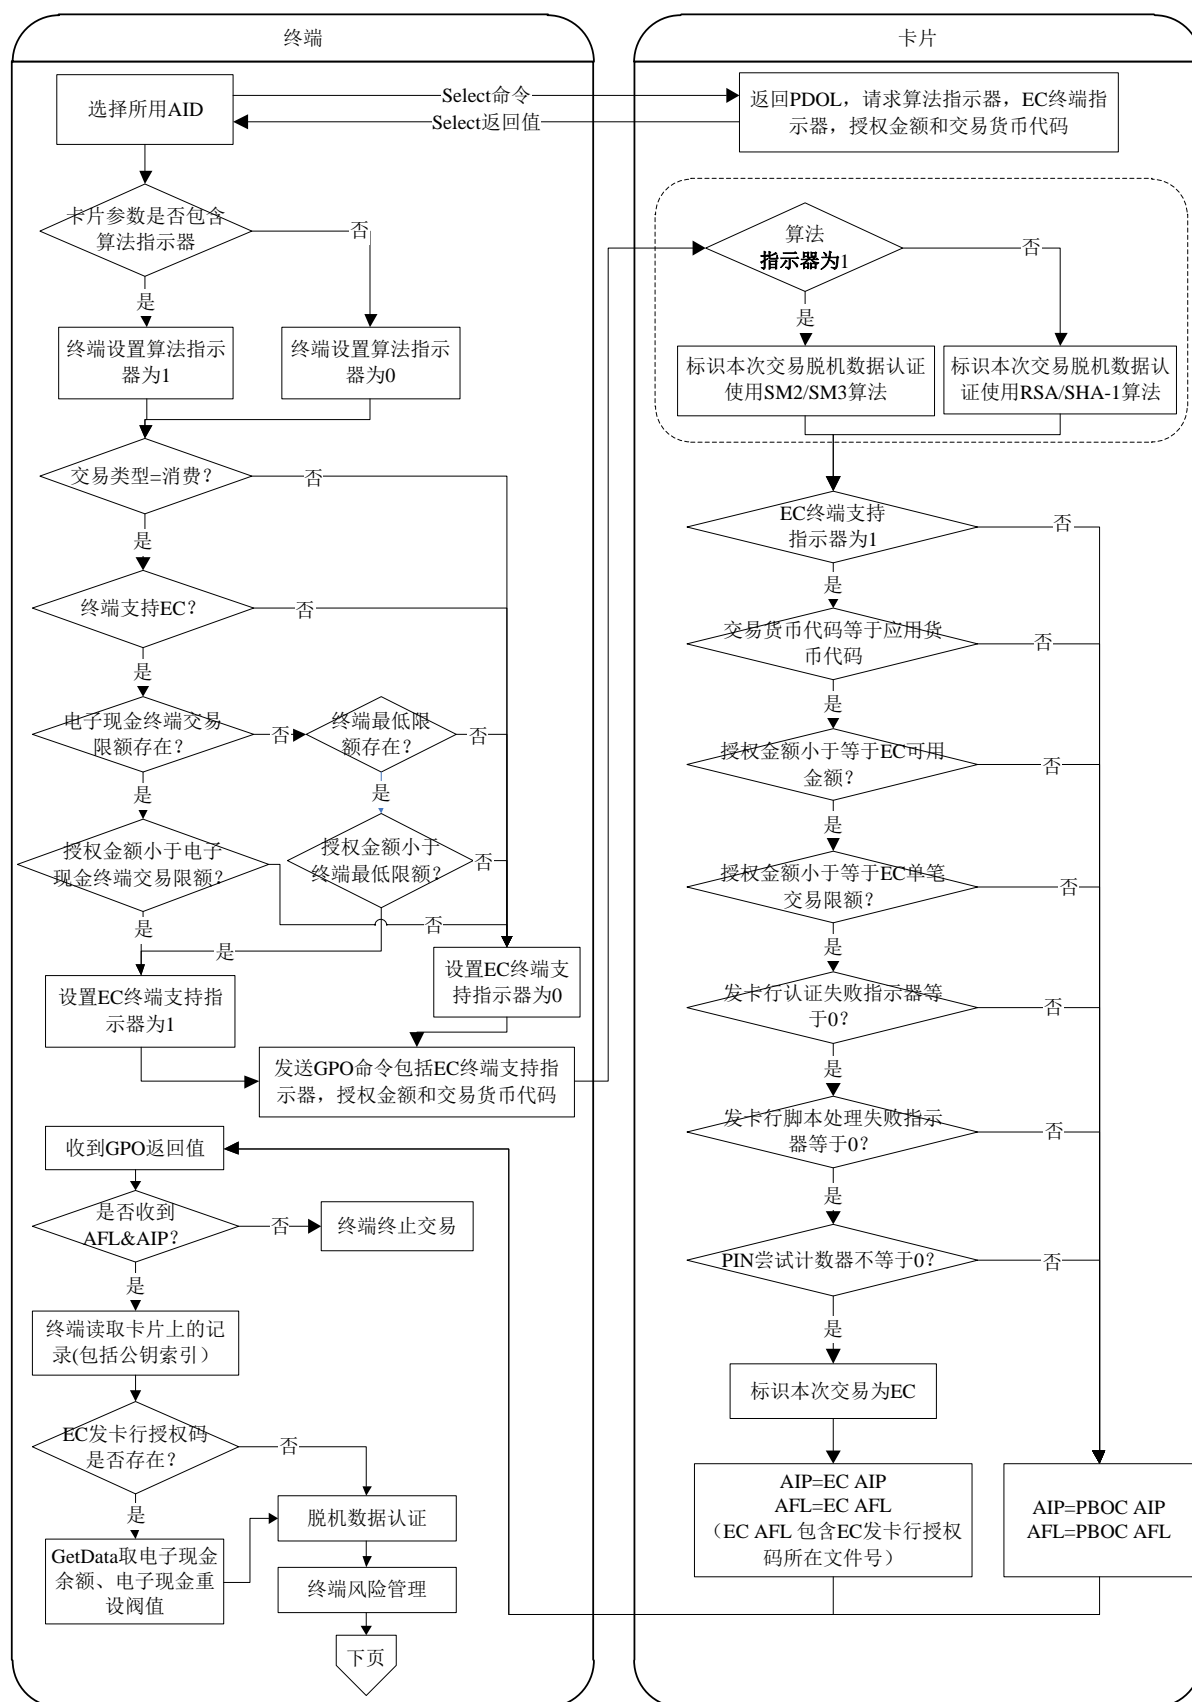 终端
选择所用AID
Select命令
Select返回值
卡片参数是否包含
算法指示器
否
是
终端设置算法指示
器为1
终端设置算法指示
器为0
交易类型=消费？
否
是
终端支持EC？
否
是
电子现金终端交易
限额存在？
否
终端最低限
额存在？
否
是
是
授权金额小于电子
现金终端交易限额？
授权金额小于
终端最低限额？
否
是
否
是
设置EC终端支持指
示器为1
设置EC终端支
持指示器为0
发送GPO命令包括EC终端支持指
示器，授权金额和交易货币代码
收到GPO返回值
是否收到
AFL&AIP？
否
终端终止交易
是
终端读取卡片上的记
录(包括公钥索引）
EC发卡行授权码
是否存在？
否
是
GetData取电子现金
余额、电子现金重
设阀值
脱机数据认证
终端风险管理
下页
卡片
返回PDOL，请求算法指示器，EC终端指
示器，授权金额和交易货币代码
算法
指示器为1
否
是
标识本次交易脱机数据认证
使用SM2/SM3算法
标识本次交易脱机数据认
证使用RSA/SHA-1算法
EC终端支持
指示器为1
否
是
交易货币代码等于应用货
币代码
否
是
授权金额小于等于EC可用
金额？
否
是
授权金额小于等于EC单笔
交易限额？
否
是
发卡行认证失败指示器等
于0？
否
是
发卡行脚本处理失败指示
器等于0？
否
是
PIN尝试计数器不等于0？
否
是
标识本次交易为EC
AIP=EC AIP
AFL=EC AFL
（EC AFL 包含EC发卡行授权
码所在文件号）
AIP=PBOC AIP
AFL=PBOC AFL